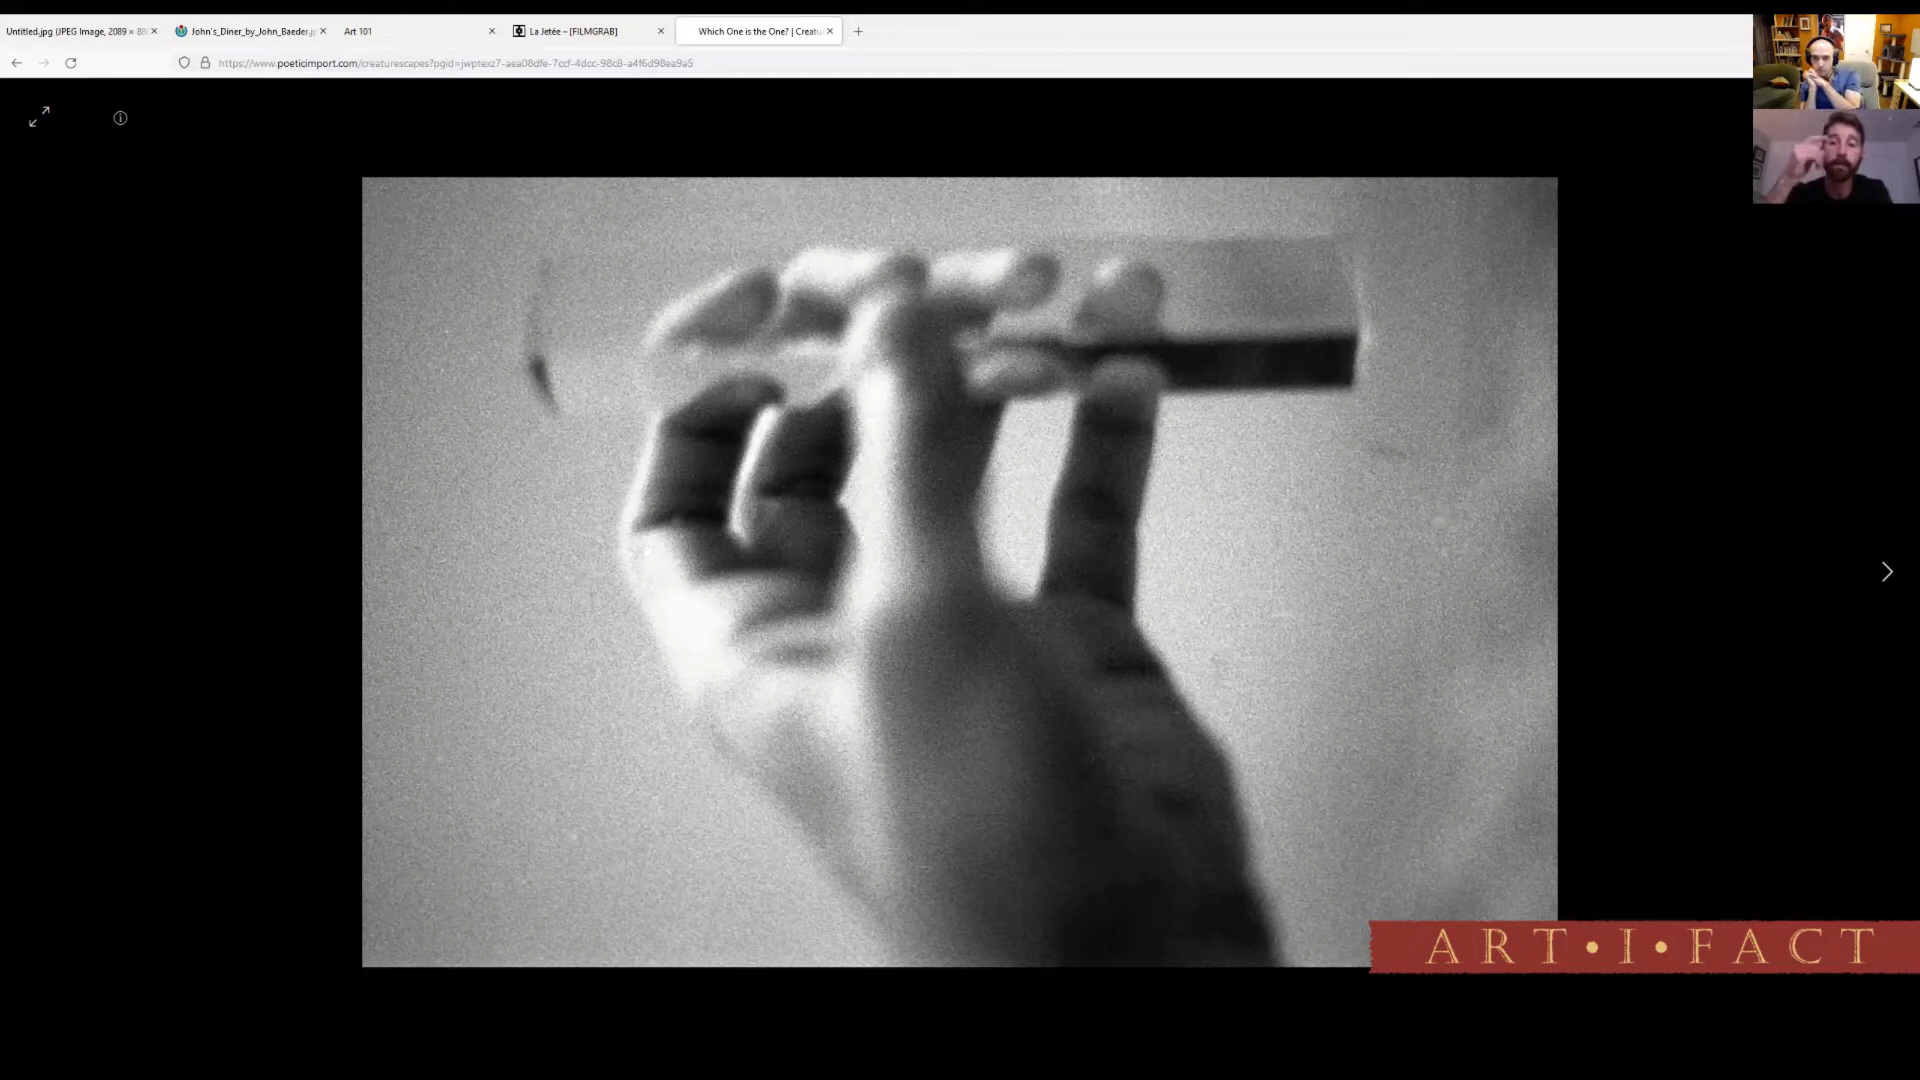 Untitled.jpg (JPEG Image, 2089 × 88
John's_Diner_by_John_Baeder.j
Art 101
La Jetée – [FILMGRAB]
Which One is the One? | Creatu
https://www.poeticimport.com/creaturescapes?pgid=jwptexz7-aea08dfe-7ccf-4dcc-98c8-a4f6d98ea9a5
ART•I•FACT